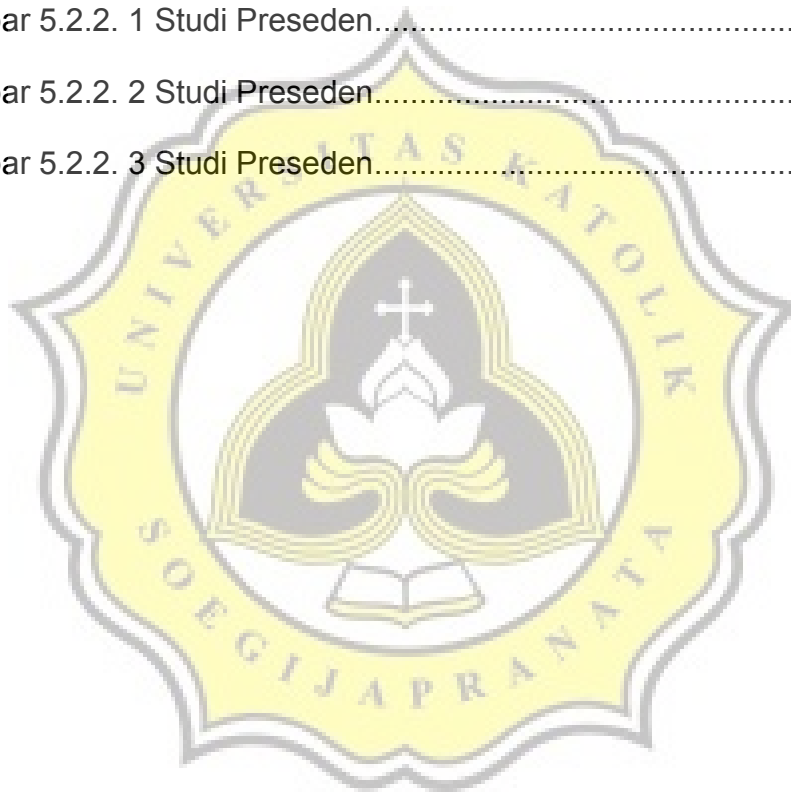 ar 5.2.2. 1 Studi Preseden............................................
ar 5.2.2. 2 Studi Preseden............................................
ar 5.2.2. 3 Studi Preseden............................................
UNIVERSITAS KATOLIK
SOEGIJAPRANATA